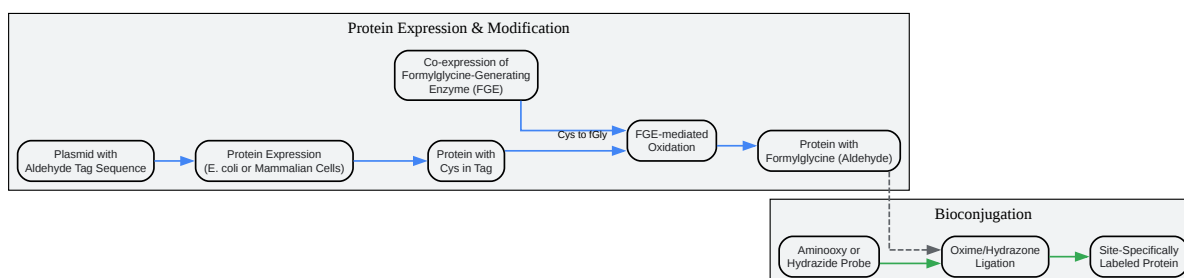 Protein Expression & Modification
Co-expression of
Formylglycine-Generating
Enzyme (FGE)
Cys to fGly
Plasmid with
Aldehyde Tag Sequence
Protein Expression
(E. coli or Mammalian Cells)
Protein with
Cys in Tag
FGE-mediated
Oxidation
Protein with
Formylglycine (Aldehyde)
Bioconjugation
Aminooxy or
Hydrazide Probe
Oxime/Hydrazone
Ligation
Site-Specifically
Labeled Protein